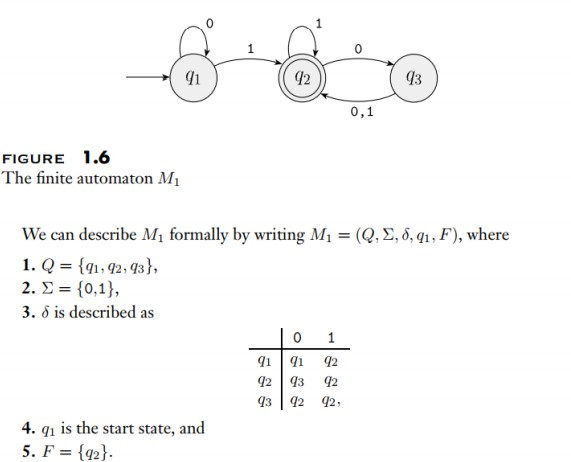 0 1
1 0
q1 q2 q3
0,1
FIGURE 1.6
The finite automaton M1
We can describe M1 formally by writing M1 = (Q, Σ, δ, q1, F), where
1. Q = {q1, q2, q3},
2. Σ = {0,1},
3. δ is described as
0 1
q1 q1 q2
q2 q3 q2
q3 q2 q2,
4. q1 is the start state, and
5. F = {q2}.